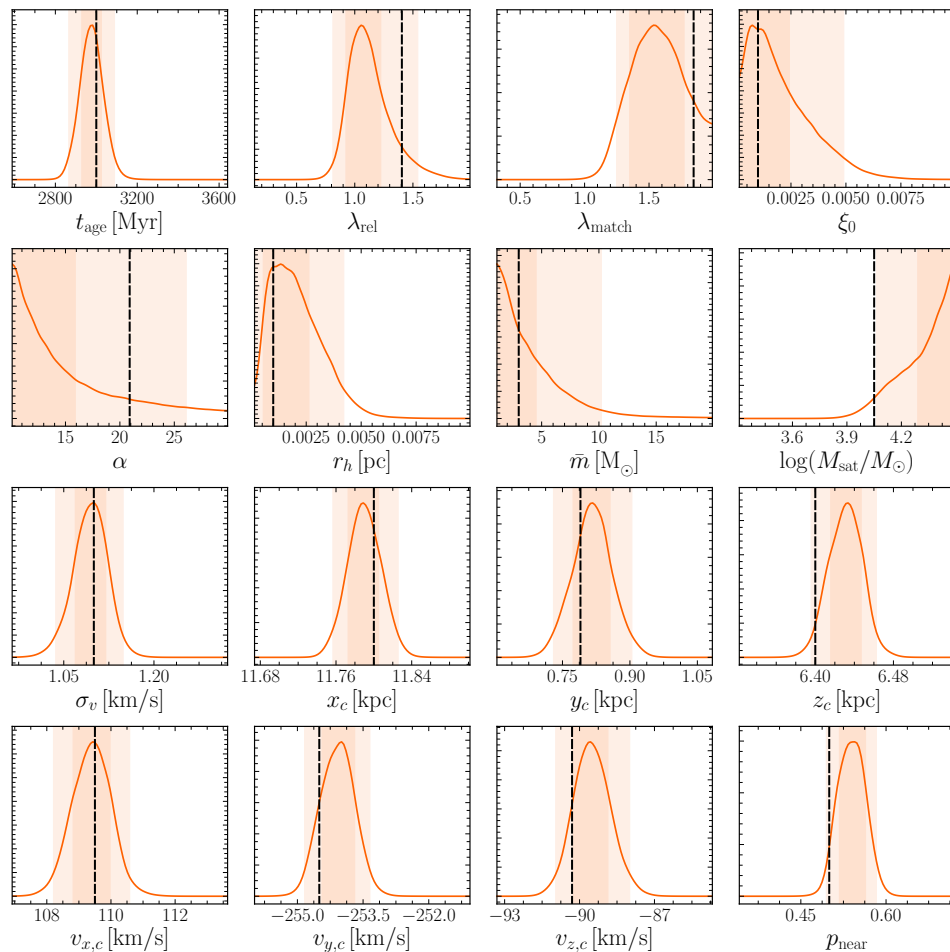 2800 3200 3600 0.5 1.0 1.5 0.5 1.0 1.5 0.0025 0.0050 0.0075
t_age [Myr] λ_rel λ_match ξ_0
15 20 25 0.0025 0.0050 0.0075 5 10 15 3.6 3.9 4.2
α r_h [pc] m̄ [M_⊙] log(M_sat/M_⊙)
1.05 1.20 11.68 11.76 11.84 0.75 0.90 1.05 6.40 6.48
σ_v [km/s] x_c [kpc] y_c [kpc] z_c [kpc]
108 110 112 −255.0 −253.5 −252.0 −93 −90 −87 0.45 0.60
v_{x,c} [km/s] v_{y,c} [km/s] v_{z,c} [km/s] p_near